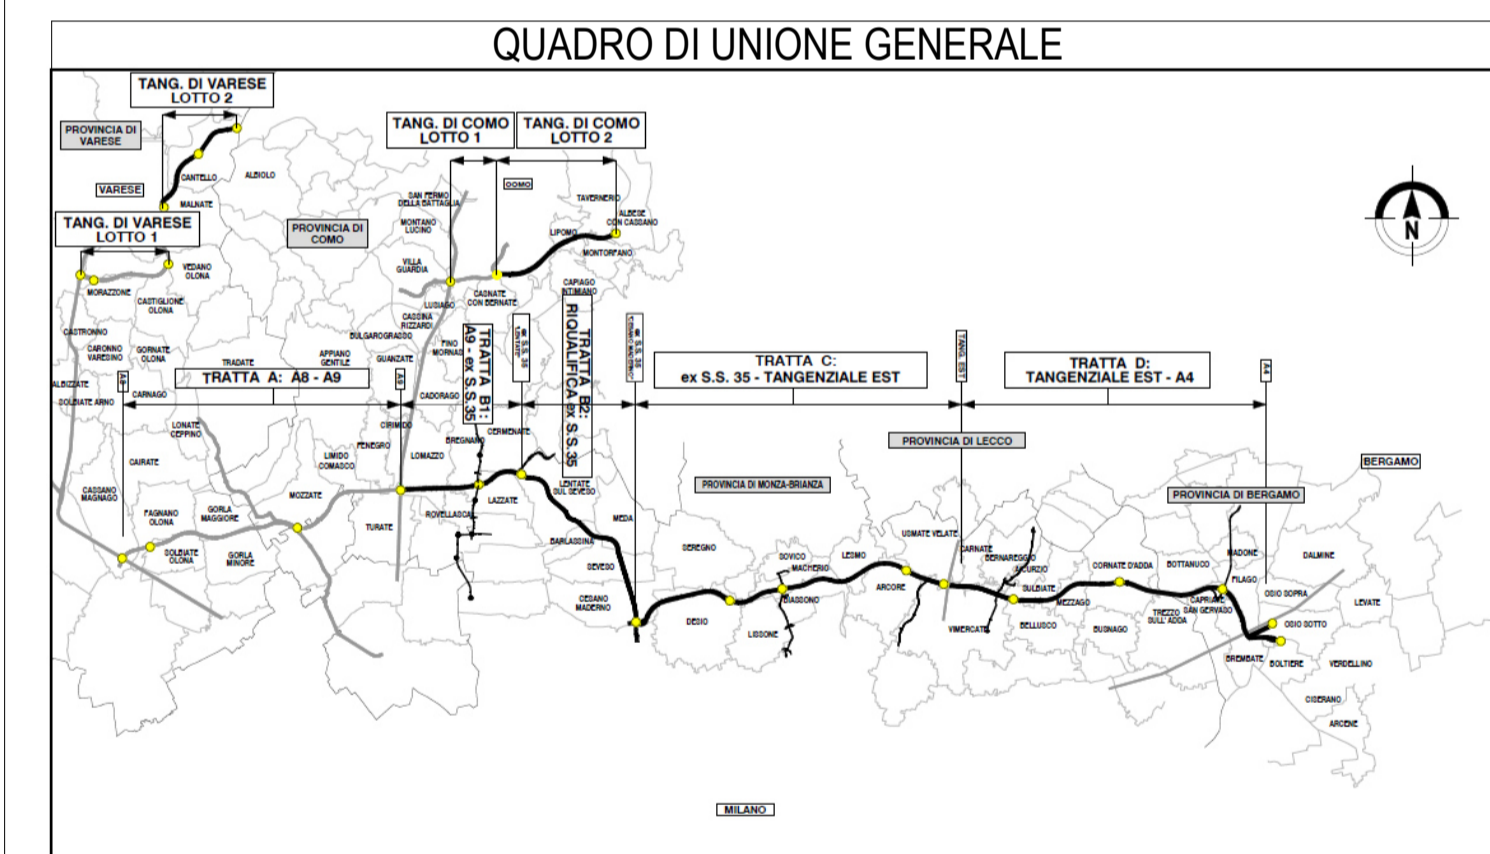 QUADRO DI UNIONE GENERALE
TANG. DI VARESE
LOTTO 2
PROVINCIA DI
VARESE
TANG. DI COMO
LOTTO 1
TANG. DI COMO
LOTTO 2
CANTELLO
ALBIOLO
VARESE
MALNATE
COMO
SAN FERMO
DELLA BATTAGLIA
TAVERNERIO
ALBESE
CON CASSANO
TANG. DI VARESE
LOTTO 1
PROVINCIA DI
COMO
MONTANO
LUCINO
LIPOMO
MONTORFANO
N
VEDANO
OLONA
VILLA
GUARDIA
MORAZZONE
CASTIGLIONE
OLONA
LUISAGO
CASNATE
CON BERNATE
CAPIAGO
INTIMIANO
CASSINA
RIZZARDI
CASTRONNO
BULGAROGRASSO
FINO
MORNAS
CARONNO
VARESINO
GORNATE
OLONA
TRADATE
APPIANO
GENTILE
GUANZATE
TRATTA B1:
A9 - ex S.S.35
ex S.S. 35
TRATTA B2:
RIQUALIFICA ex S.S.35
ex S.S. 35
TRATTA C:
ex S.S. 35 - TANGENZIALE EST
TANG. EST
TRATTA D:
TANGENZIALE EST - A4
A4
ALBIZZATE
A8
TRATTA A: A8 - A9
A9
SOLBIATE ARNO
CARNAGO
CADORAGO
LONATE
CEPPINO
CIRIMIDO
CERMENATE
BREGNANO
FENEGRO
PROVINCIA DI LECCO
CAIRATE
LIMIDO
COMASCO
LOMAZZO
BERGAMO
CASSANO
MAGNAGO
MOZZATE
LAZZATE
LENTATE
SUL SEVESO
PROVINCIA DI MONZA-BRIANZA
PROVINCIA DI BERGAMO
FAGNANO
OLONA
GORLA
MAGGIORE
TURATE
ROVELLASCA
MEDA
SOLBIATE
OLONA
GORLA
MINORE
BARLASSINA
SEREGNO
SOVICO
MACHERIO
LESMO
USMATE VELATE
CARNATE
BERNAREGGIO
CORNATE D'ADDA
BOTTANUCO
MADONE
DALMINE
SEVESO
AICURZIO
FILAGO
CESANO
MADERNO
BIASSONO
ARCORE
SULBIATE
MEZZAGO
CAPRIATE
SAN GERVASO
OSIO SOPRA
LEVATE
DESIO
LISSONE
VIMERCATE
BELLUSCO
BUSNAGO
TREZZO
SULL' ADDA
OSIO SOTTO
BREMBATE
BOLTIERE
VERDELLINO
CISERANO
ARCENE
MILANO